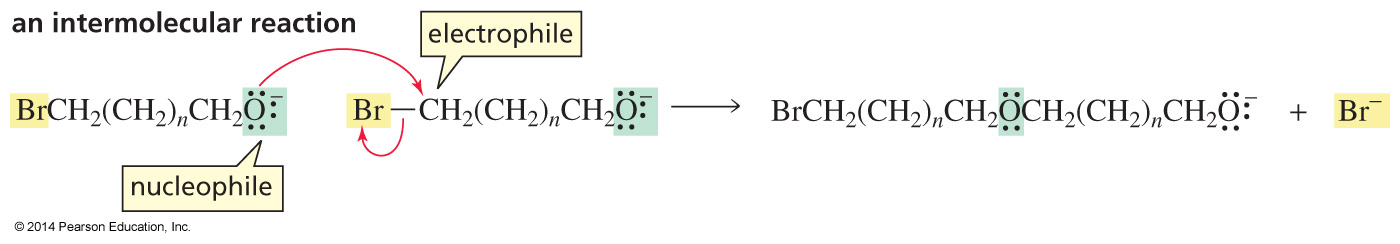 an intermolecular reaction
electrophile
BrCH₂(CH₂)ₙCH₂Ö:⁻ Br—CH₂(CH₂)ₙCH₂Ö:⁻ ⟶ BrCH₂(CH₂)ₙCH₂ÖCH₂(CH₂)ₙCH₂Ö:⁻ + Br⁻
nucleophile
© 2014 Pearson Education, Inc.